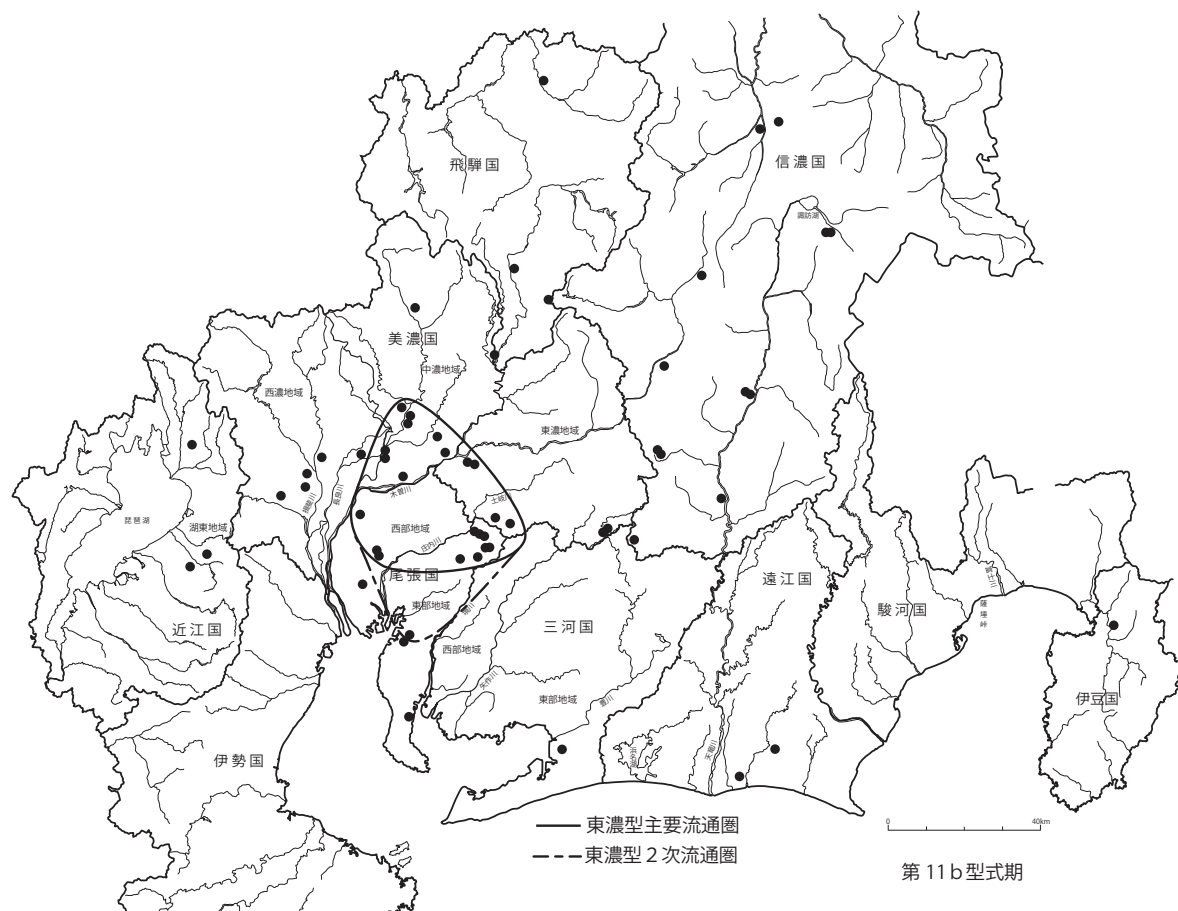 飛騨国
信濃国
諏訪湖
美濃国
中濃地域
西濃地域
東濃地域
揖斐川
長良川
木曽川
土岐川
琵琶湖
湖東地域
西部地域
庄内川
尾張国
東部地域
境川
近江国
三河国
西部地域
矢作川
東部地域
豊川
遠江国
駿河国
富士川
薩埵峠
伊豆国
伊勢国
浜名湖
天竜川
東濃型主要流通圏
東濃型2次流通圏
0 40km
第11b型式期